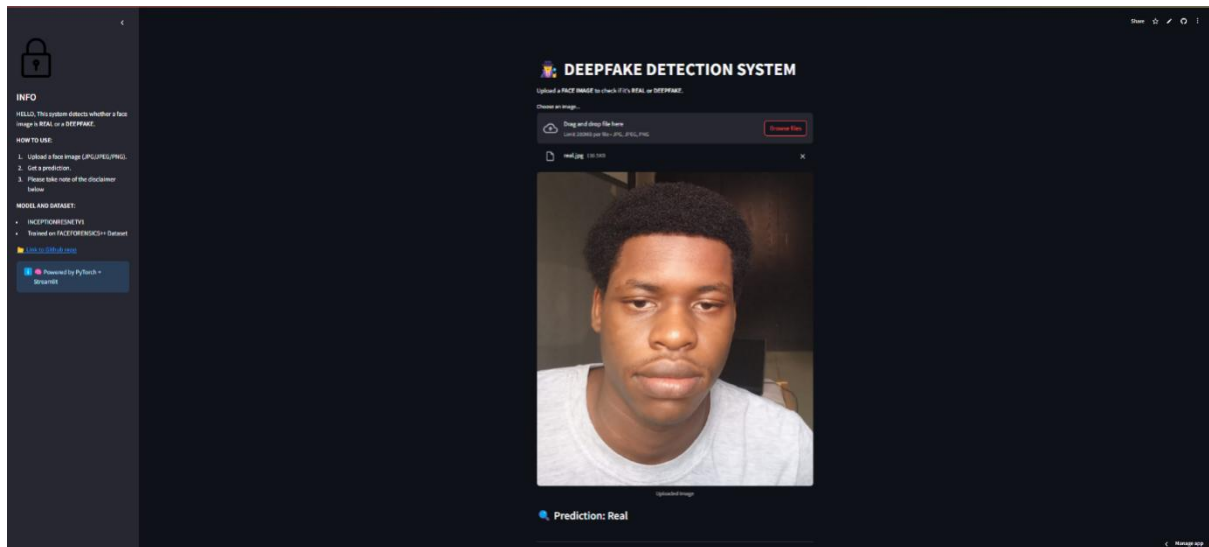 Share
INFO
HELLO, This system detects whether a face
image is REAL or a DEEPFAKE.
HOW TO USE:
1. Upload a face image (JPG/JPEG/PNG).
2. Get a prediction.
3. Please take note of the disclaimer
below
MODEL AND DATASET:
• INCEPTIONRESNETV1
• Trained on FACEFORENSICS++ Dataset
Link to Github repo
Powered by PyTorch +
Streamlit
DEEPFAKE DETECTION SYSTEM
Upload a FACE IMAGE to check if it's REAL or DEEPFAKE.
Choose an image...
Drag and drop file here
Limit 200MB per file • JPG, JPEG, PNG
Browse files
real.jpg
Uploaded Image
Prediction: Real
Manage app